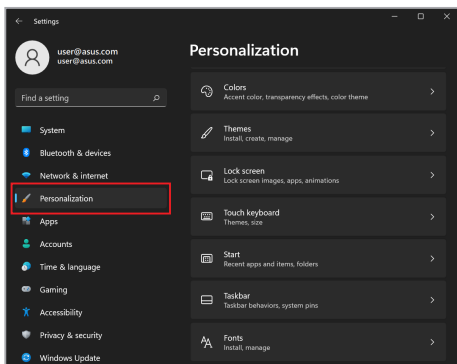 Settings
user@asus.com
user@asus.com
Find a setting
System
Bluetooth & devices
Network & internet
Personalization
Apps
Accounts
Time & language
Gaming
Accessibility
Privacy & security
Windows Update
Personalization
Colors
Accent color, transparency effects, color theme
Themes
Install, create, manage
Lock screen
Lock screen images, apps, animations
Touch keyboard
Themes, size
Start
Recent apps and items, folders
Taskbar
Taskbar behaviors, system pins
Fonts
Install, manage